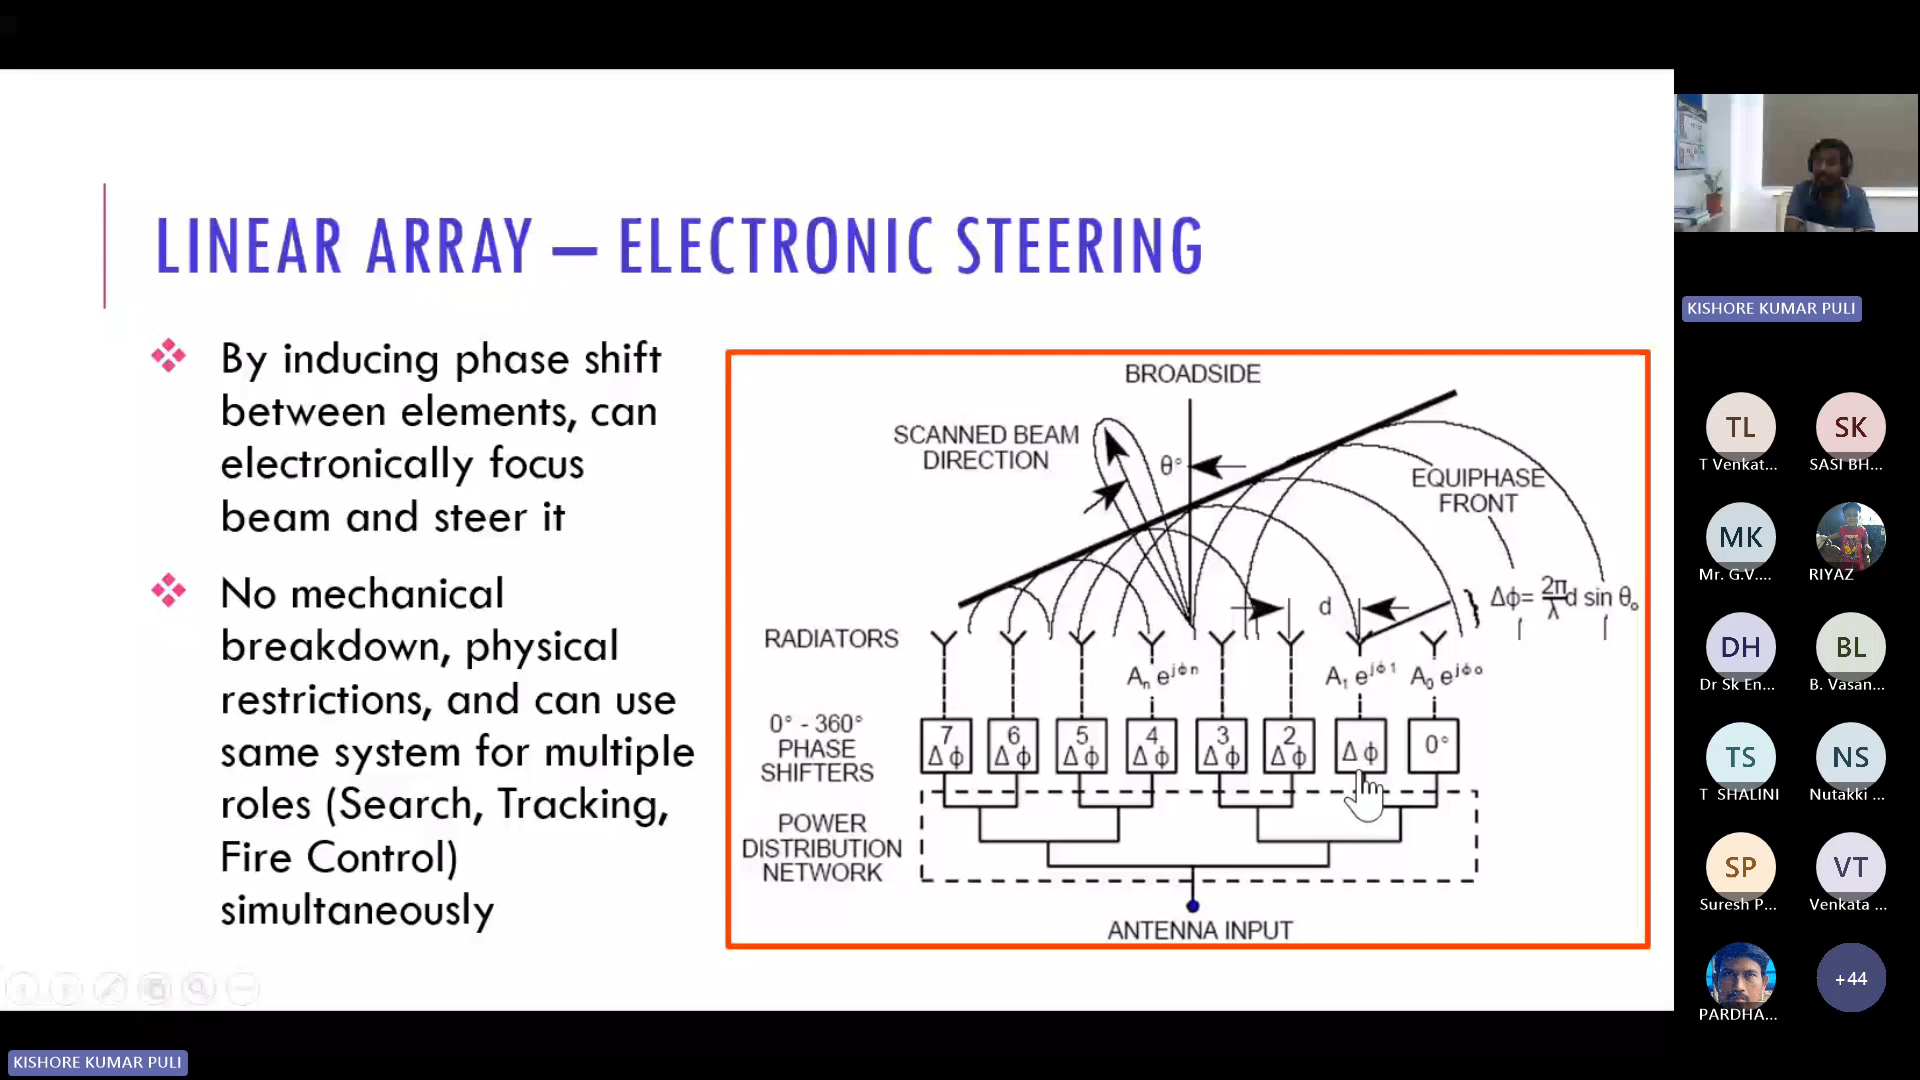 LINEAR ARRAY – ELECTRONIC STEERING
By inducing phase shift
between elements, can
electronically focus
beam and steer it
No mechanical
breakdown, physical
restrictions, and can use
same system for multiple
roles (Search, Tracking,
Fire Control)
simultaneously
BROADSIDE
SCANNED BEAM
DIRECTION
θ°
EQUIPHASE
FRONT
d
Δϕ= 2π/λ d sin θₒ
RADIATORS
Aₙ e^jϕn
A₁ e^jϕ1
A₀ e^jϕo
0° - 360°
PHASE
SHIFTERS
7 Δϕ
6 Δϕ
5 Δϕ
4 Δϕ
3 Δϕ
2 Δϕ
Δϕ
0°
POWER
DISTRIBUTION
NETWORK
ANTENNA INPUT
KISHORE KUMAR PULI
TL
T Venkat...
SK
SASI BH...
MK
Mr. G.V....
RIYAZ
DH
Dr Sk En...
BL
B. Vasan...
TS
T SHALINI
NS
Nutakki ...
SP
Suresh P...
VT
Venkata ...
PARDHA...
+44
KISHORE KUMAR PULI